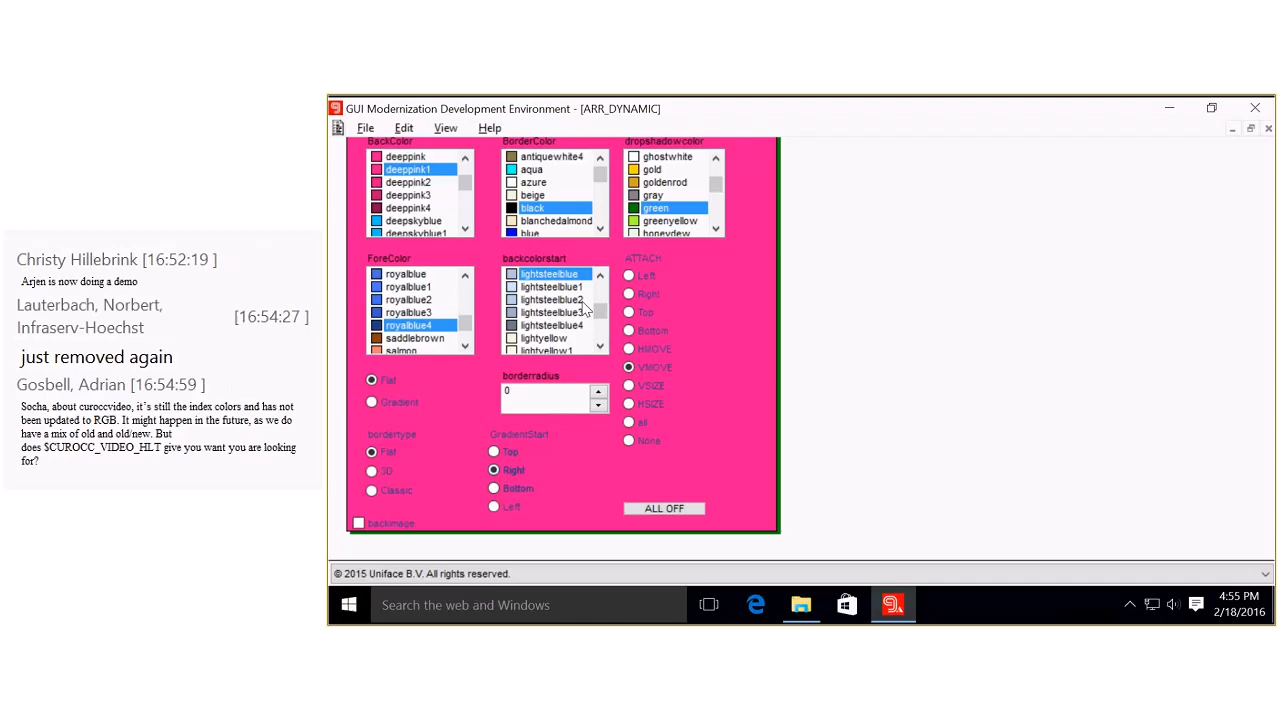 Christy Hillebrink [16:52:19 ]
Arjen is now doing a demo
Lauterbach, Norbert,
Infraserv-Hoechst
[16:54:27 ]
just removed again
Gosbell, Adrian [16:54:59 ]
Socha, about curoccvideo, it's still the index colors and has not
been updated to RGB. It might happen in the future, as we do
have a mix of old and old/new. But
does $CUROCC_VIDEO_HLT give you want you are looking
for?
GUI Modernization Development Environment - [ARR_DYNAMIC]
File Edit View Help
BackColor
deeppink
deeppink1
deeppink2
deeppink3
deeppink4
deepskyblue
deepskyblue1
BorderColor
antiquewhite4
aqua
azure
beige
black
blanchedalmond
blue
dropshadowcolor
ghostwhite
gold
goldenrod
gray
green
greenyellow
honeydew
ForeColor
royalblue
royalblue1
royalblue2
royalblue3
royalblue4
saddlebrown
salmon
backcolorstart
lightsteelblue
lightsteelblue1
lightsteelblue2
lightsteelblue3
lightsteelblue4
lightyellow
lightyellow1
ATTACH
Left
Right
Top
Bottom
HMOVE
VMOVE
VSIZE
HSIZE
all
None
Flat
Gradient
borderradius
0
bordertype
Flat
3D
Classic
GradientStart
Top
Right
Bottom
Left
ALL OFF
backimage
© 2015 Uniface B.V. All rights reserved.
Search the web and Windows
4:55 PM
2/18/2016